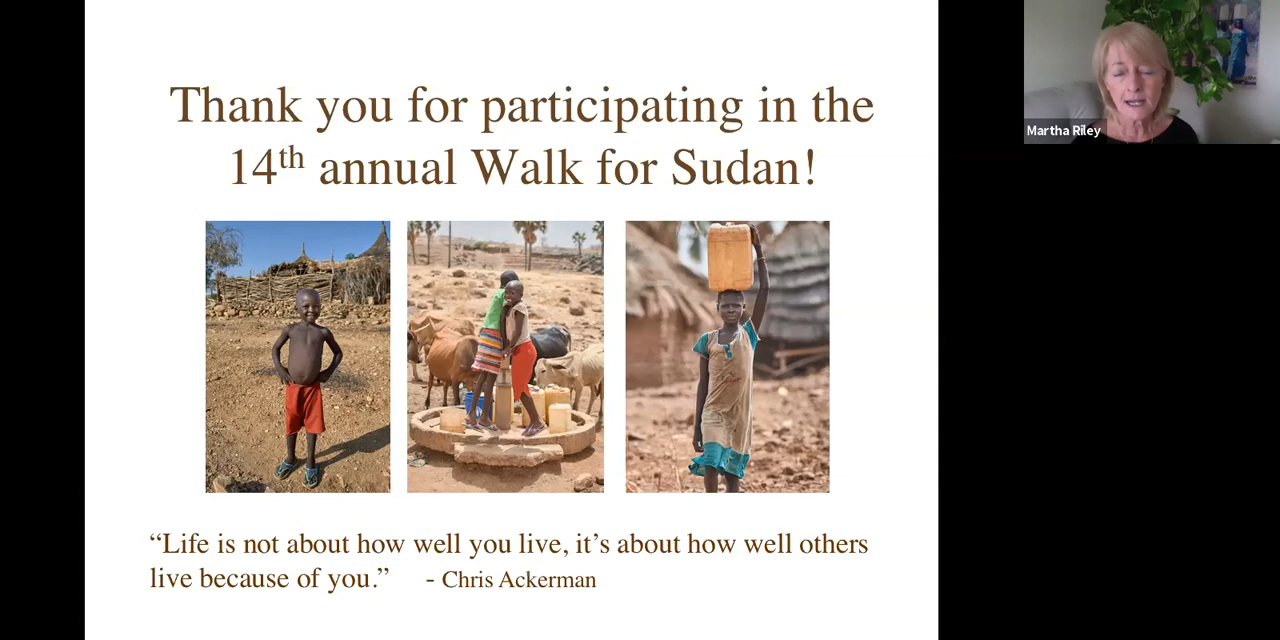 Thank you for participating in the
14th annual Walk for Sudan!
“Life is not about how well you live, it’s about how well others
live because of you.” - Chris Ackerman
Martha Riley